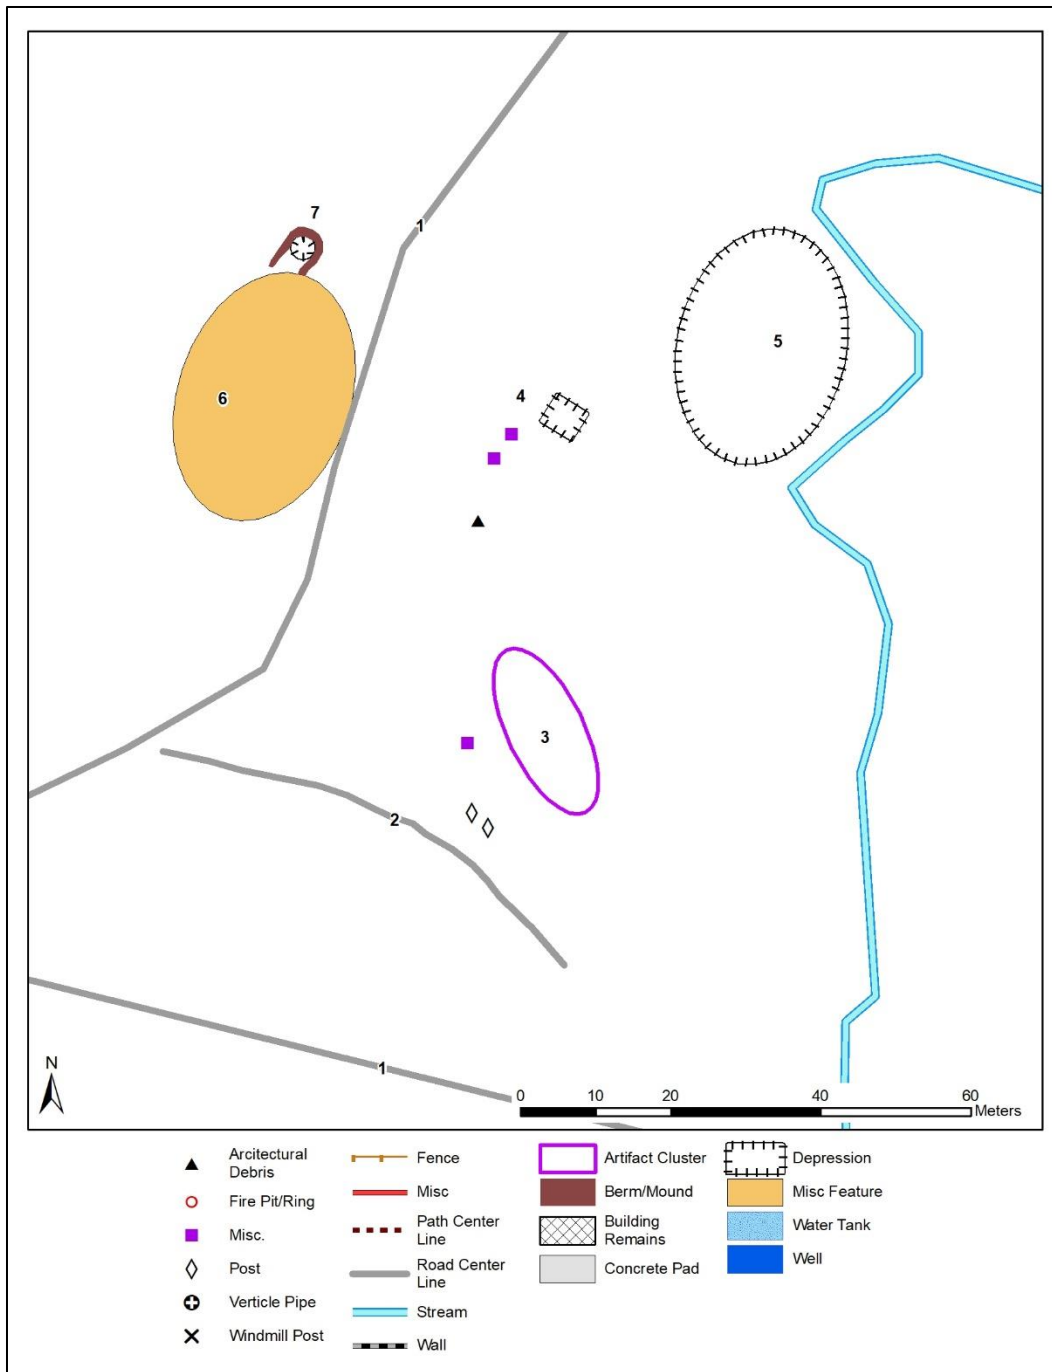 7
1
5
6
4
3
2
1
N
0 10 20 40 60
Meters
Arcitectural
Debris
Fire Pit/Ring
Misc.
Post
Verticle Pipe
Windmill Post
Fence
Misc
Path Center
Line
Road Center
Line
Stream
Wall
Artifact Cluster
Berm/Mound
Building
Remains
Concrete Pad
Depression
Misc Feature
Water Tank
Well